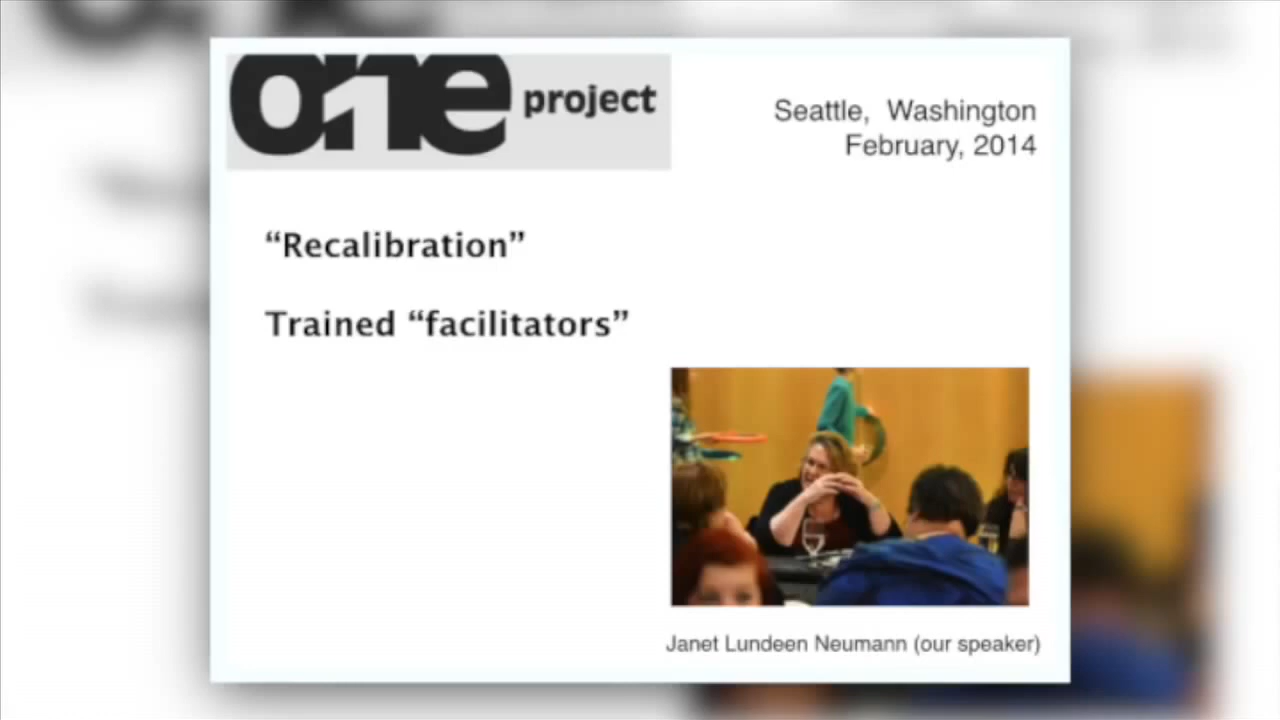 one project
Seattle, Washington
February, 2014
“Recalibration”
Trained “facilitators”
Janet Lundeen Neumann (our speaker)